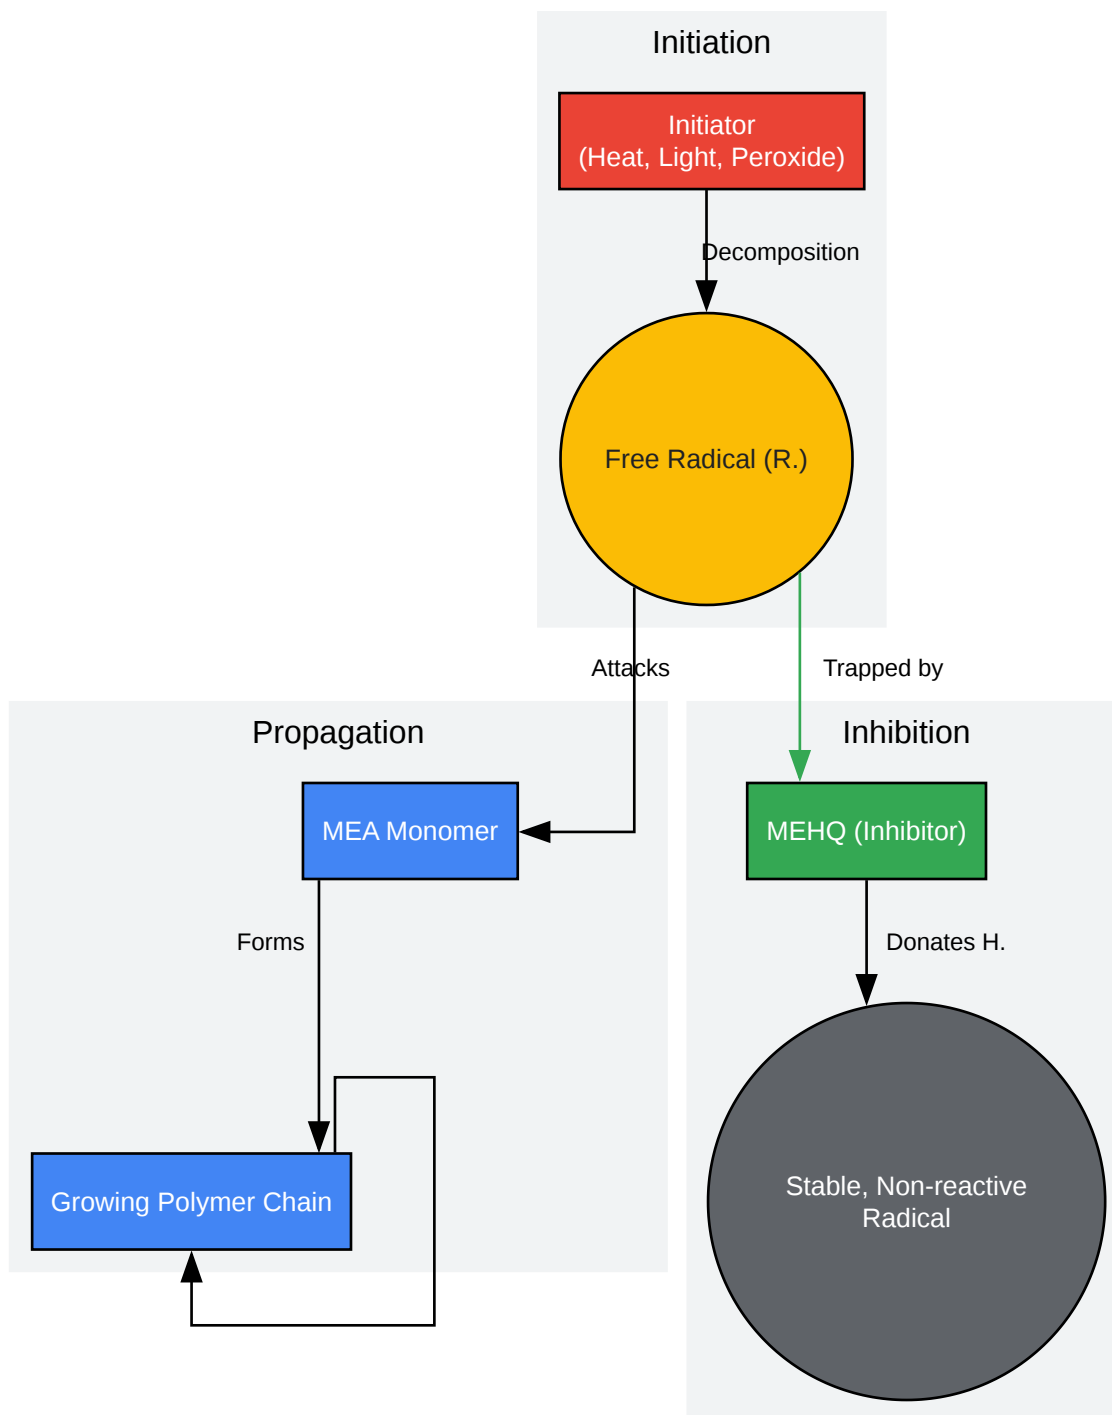 Initiation
Initiator
(Heat, Light, Peroxide)
Decomposition
Free Radical (R.)
Attacks
Trapped by
Propagation
Inhibition
MEA Monomer
MEHQ (Inhibitor)
Forms
Donates H.
Growing Polymer Chain
Stable, Non-reactive
Radical